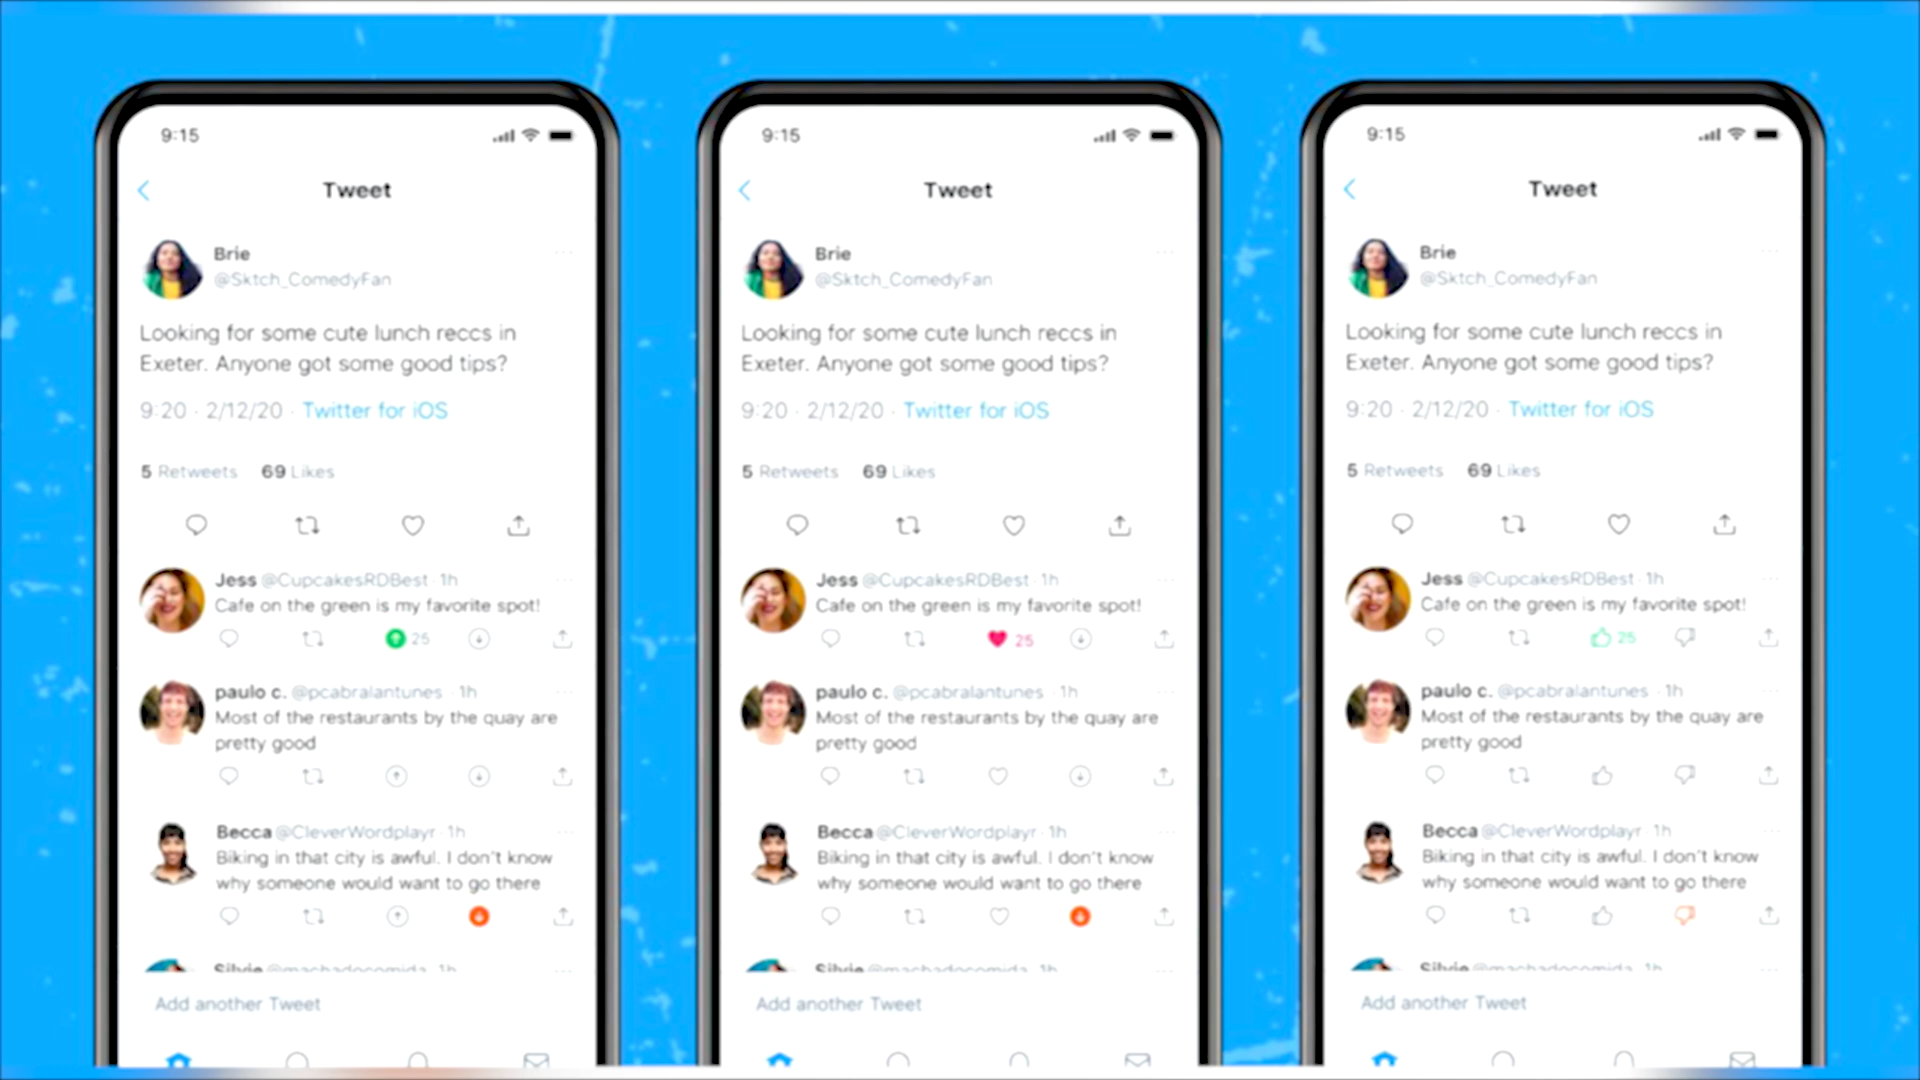 9:15
Tweet
Brie
@Sktch_ComedyFan
Looking for some cute lunch reccs in
Exeter. Anyone got some good tips?
9:20 · 2/12/20 · Twitter for iOS
5 Retweets 69 Likes
Jess @CupcakesRDBest · 1h
Cafe on the green is my favorite spot!
25
paulo c. @pcabralantunes · 1h
Most of the restaurants by the quay are
pretty good
Becca @CleverWordplayr · 1h
Biking in that city is awful. I don't know
why someone would want to go there
Silvie @machadocomida · 1h
Add another Tweet
9:15
Tweet
Brie
@Sktch_ComedyFan
Looking for some cute lunch reccs in
Exeter. Anyone got some good tips?
9:20 · 2/12/20 · Twitter for iOS
5 Retweets 69 Likes
Jess @CupcakesRDBest · 1h
Cafe on the green is my favorite spot!
25
paulo c. @pcabralantunes · 1h
Most of the restaurants by the quay are
pretty good
Becca @CleverWordplayr · 1h
Biking in that city is awful. I don't know
why someone would want to go there
Silvie @machadocomida · 1h
Add another Tweet
9:15
Tweet
Brie
@Sktch_ComedyFan
Looking for some cute lunch reccs in
Exeter. Anyone got some good tips?
9:20 · 2/12/20 · Twitter for iOS
5 Retweets 69 Likes
Jess @CupcakesRDBest · 1h
Cafe on the green is my favorite spot!
25
paulo c. @pcabralantunes · 1h
Most of the restaurants by the quay are
pretty good
Becca @CleverWordplayr · 1h
Biking in that city is awful. I don't know
why someone would want to go there
Silvie @machadocomida · 1h
Add another Tweet